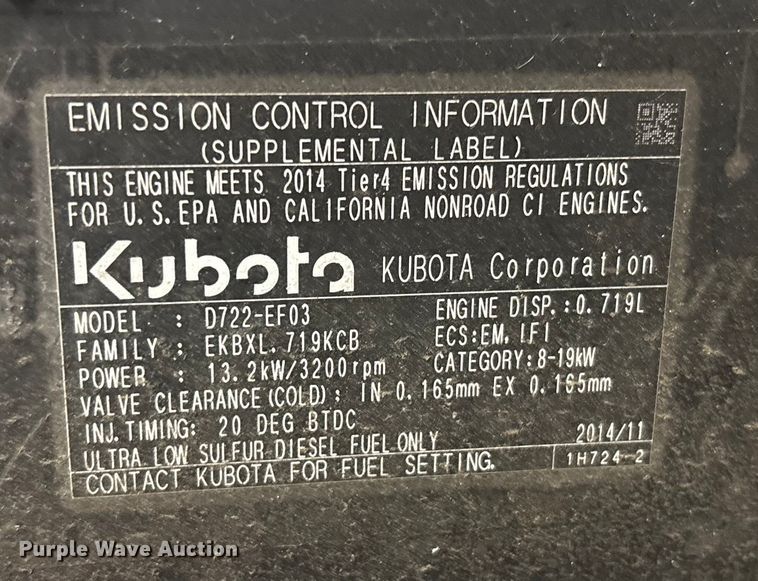 EMISSION CONTROL INFORMATION
(SUPPLEMENTAL LABEL)
THIS ENGINE MEETS 2014 Tier4 EMISSION REGULATIONS
FOR U.S.EPA AND CALIFORNIA NONROAD CI ENGINES.
Kubota KUBOTA Corporation
MODEL : D722-EF03 ENGINE DISP.:0.719L
FAMILY : EKBXL.719KCB ECS:EM,IFI
POWER : 13.2kW/3200rpm CATEGORY:8-19kW
VALVE CLEARANCE(COLD): IN 0.165mm EX 0.165mm
INJ.TIMING: 20 DEG BTDC
ULTRA LOW SULFUR DIESEL FUEL ONLY 2014/11
CONTACT KUBOTA FOR FUEL SETTING. 1H724-2
Purple Wave Auction